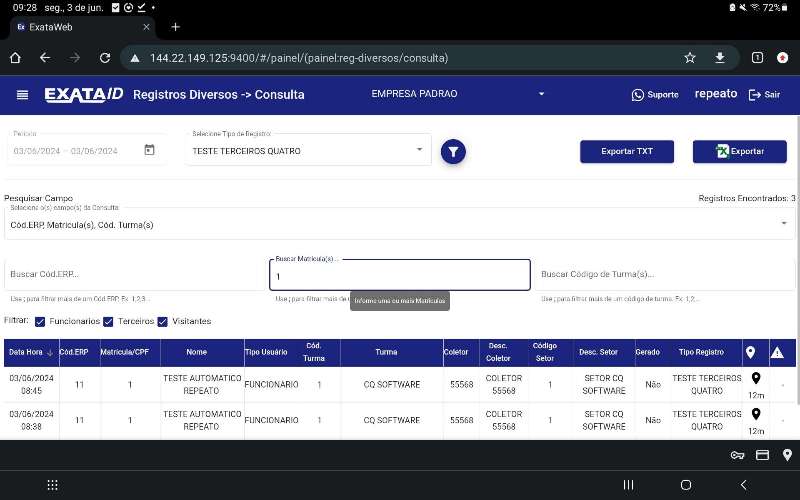 09:28 seg., 3 de jun. 72%
ExataWeb
144.22.149.125:9400/#/painel/(painel:reg-diversos/consulta)
1
EXATA ID Registros Diversos -> Consulta EMPRESA PADRAO Suporte repeato Sair
Período
03/06/2024 – 03/06/2024
Selecione Tipo de Registro:
TESTE TERCEIROS QUATRO
Exportar TXT
Exportar
Pesquisar Campo Registros Encontrados: 3
Selecione o(s) campo(s) da Consulta:
Cód.ERP, Matrícula(s), Cód. Turma(s)
Buscar Matrícula(s)...
Buscar Cód.ERP... 1 Buscar Código de Turma(s)...
Use ; para filtrar mais de um Cód.ERP. Ex: 1;2;3... Use ; para filtrar mais de Use ; para filtrar mais de um código de turma. Ex: 1;2;...
Informe uma ou mais Matrículas
Filtrar: Funcionarios Terceiros Visitantes
Data Hora Cód.ERP Matrícula/CPF Nome Tipo Usuário Cód. Turma Turma Coletor Desc. Coletor Código Setor Desc. Setor Gerado Tipo Registro
03/06/2024 08:45 11 1 TESTE AUTOMATICO REPEATO FUNCIONARIO 1 CQ SOFTWARE 55568 COLETOR 55568 1 SETOR CQ SOFTWARE Não TESTE TERCEIROS QUATRO 12m -
03/06/2024 08:38 11 1 TESTE AUTOMATICO REPEATO FUNCIONARIO 1 CQ SOFTWARE 55568 COLETOR 55568 1 SETOR CQ SOFTWARE Não TESTE TERCEIROS QUATRO 12m -